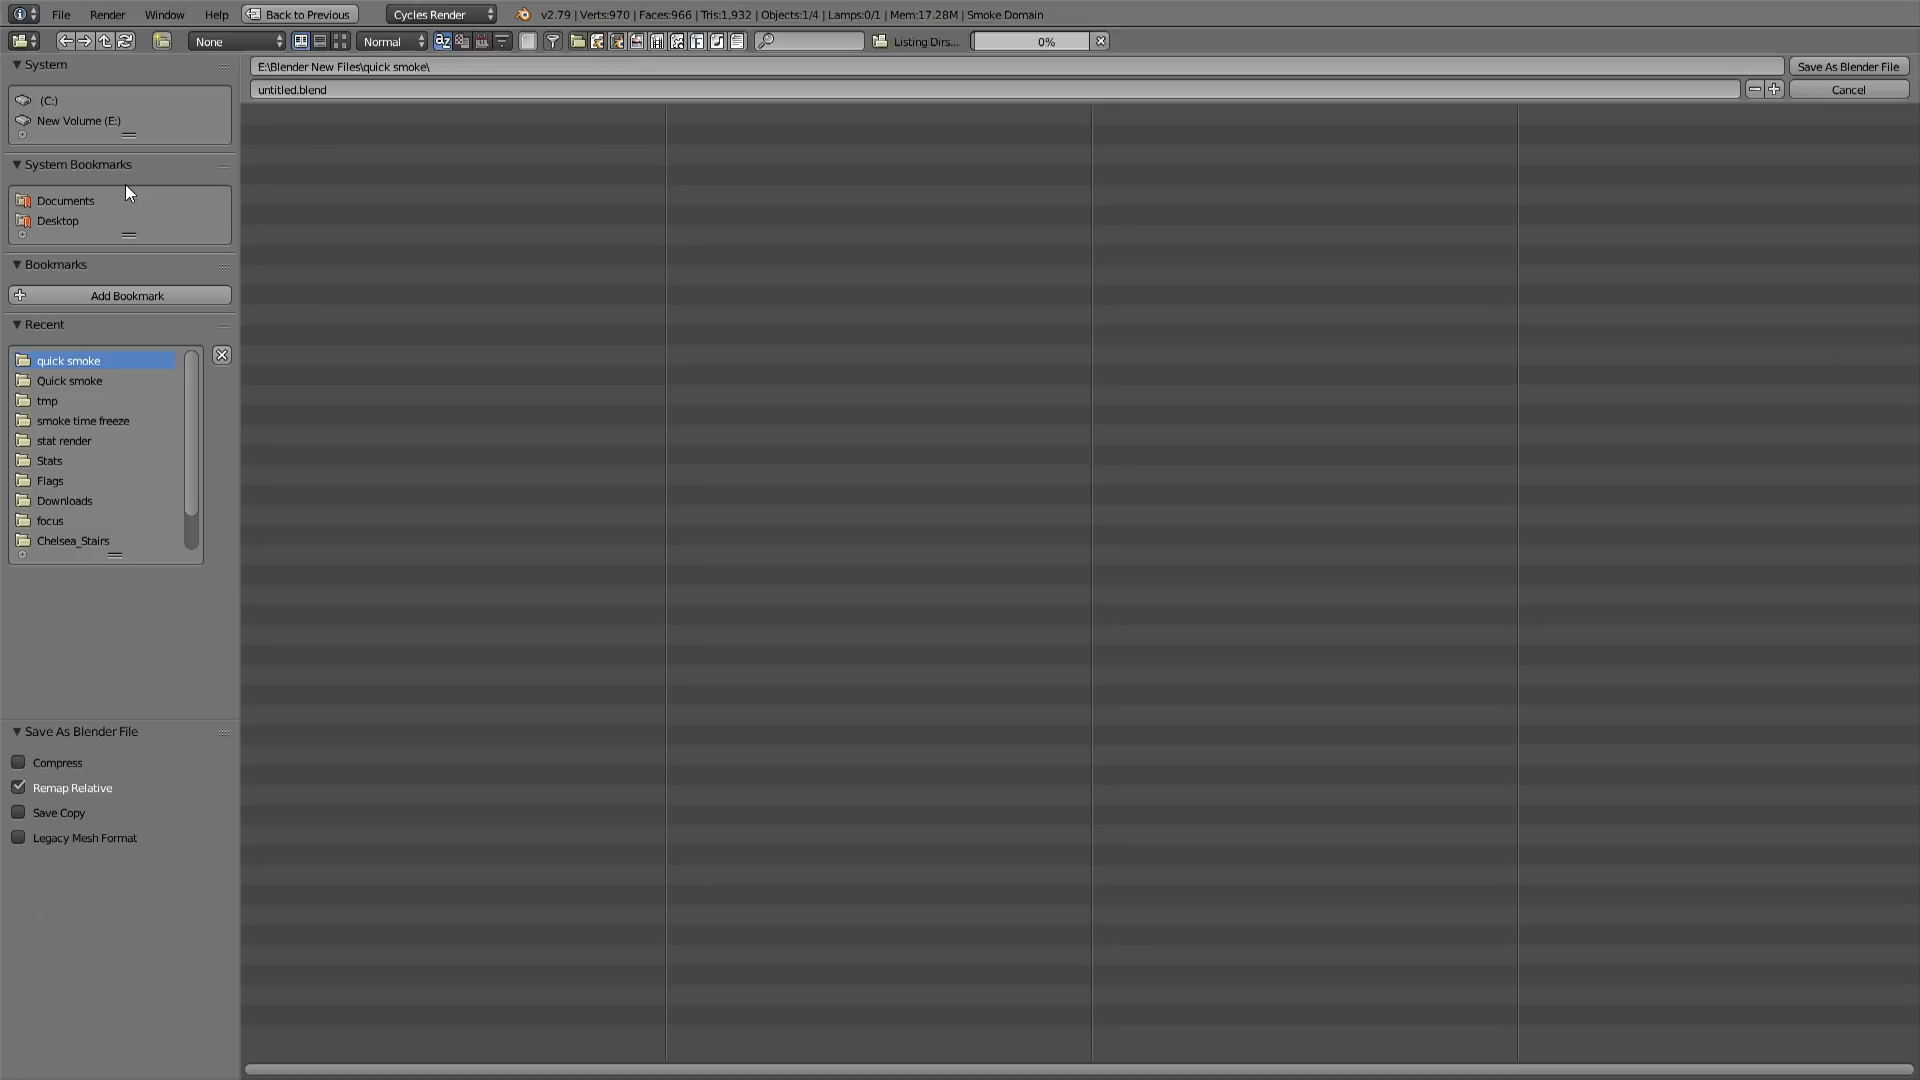 File Render Window Help Back to Previous Cycles Render v2.79 | Verts:970 | Faces:966 | Tris:1,932 | Objects:1/4 | Lamps:0/1 | Mem:17.28M | Smoke Domain
None Normal Listing Dirs... 0%
System
E:\Blender New Files\quick smoke\ Save As Blender File
untitled.blend Cancel
(C:)
New Volume (E:)
System Bookmarks
Documents
Desktop
Bookmarks
Add Bookmark
Recent
quick smoke
Quick smoke
tmp
smoke time freeze
stat render
Stats
Flags
Downloads
focus
Chelsea_Stairs
Save As Blender File
Compress
Remap Relative
Save Copy
Legacy Mesh Format